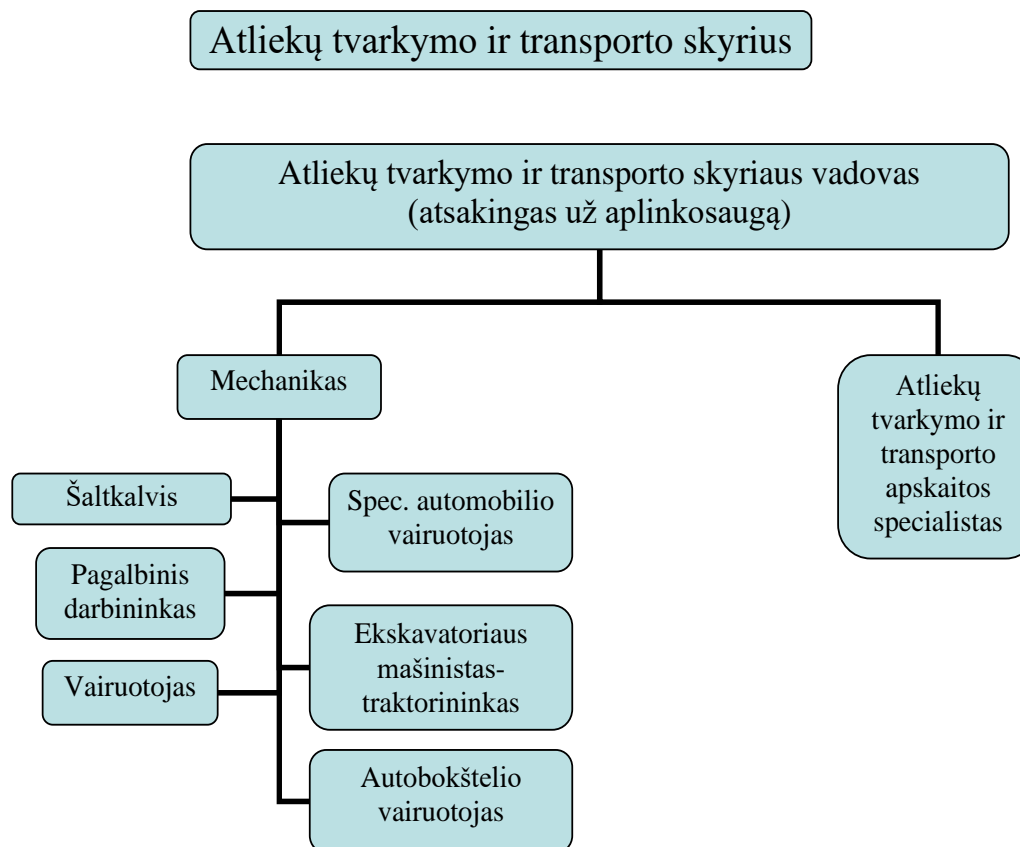 Atliekų tvarkymo ir transporto skyrius
Atliekų tvarkymo ir transporto skyriaus vadovas
(atsakingas už aplinkosaugą)
Mechanikas
Atliekų
tvarkymo ir
transporto
apskaitos
specialistas
Šaltkalvis
Spec. automobilio
vairuotojas
Pagalbinis
darbininkas
Ekskavatoriaus
mašinistas-
traktorininkas
Vairuotojas
Autobokštelio
vairuotojas